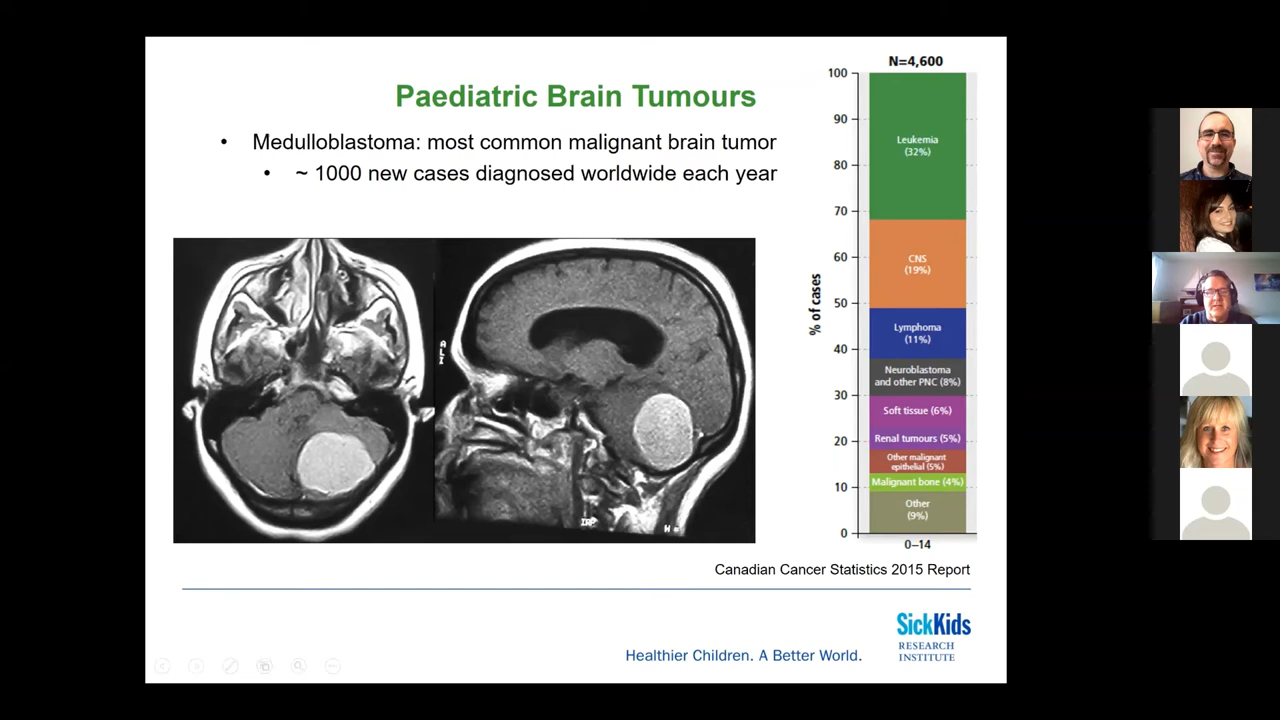 Paediatric Brain Tumours
• Medulloblastoma: most common malignant brain tumor
• ~ 1000 new cases diagnosed worldwide each year
A
L
I
IRP
N=4,600
% of cases
100
90
80
70
60
50
40
30
20
10
0
Leukemia
(32%)
CNS
(19%)
Lymphoma
(11%)
Neuroblastoma
and other PNC (8%)
Soft tissue (6%)
Renal tumours (5%)
Other malignant
epithelial (5%)
Malignant bone (4%)
Other
(9%)
0–14
Canadian Cancer Statistics 2015 Report
Healthier Children. A Better World.
SickKids
RESEARCH
INSTITUTE